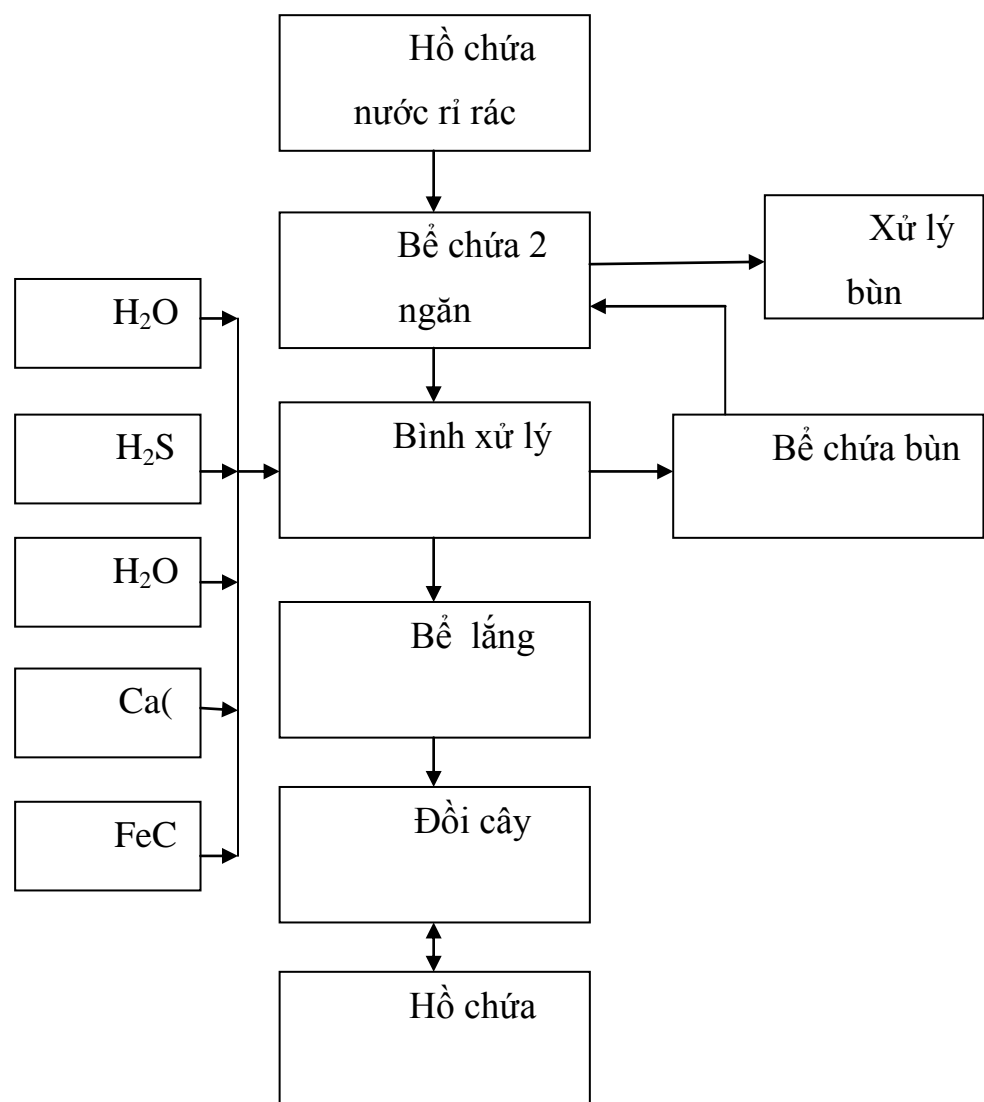 Hồ chứa
nước rỉ rác
Bể chứa 2
ngăn
Xử lý
bùn
H₂O
H₂S
H₂O
Ca(
FeC
Bình xử lý
Bể chứa bùn
Bể lắng
Đồi cây
Hồ chứa